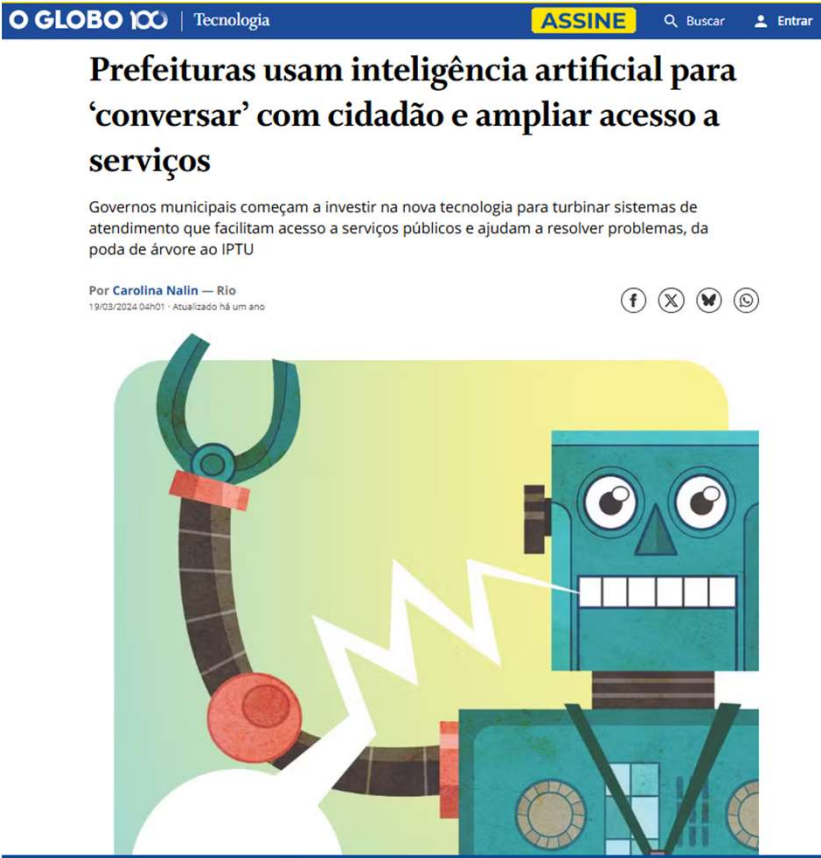 O GLOBO 100 | Tecnologia
ASSINE
Buscar
Entrar
Prefeituras usam inteligência artificial para
‘conversar’ com cidadão e ampliar acesso a
serviços
Governos municipais começam a investir na nova tecnologia para turbinar sistemas de
atendimento que facilitam acesso a serviços públicos e ajudam a resolver problemas, da
poda de árvore ao IPTU
Por Carolina Nalin — Rio
19/03/2024 04h01 · Atualizado há um ano